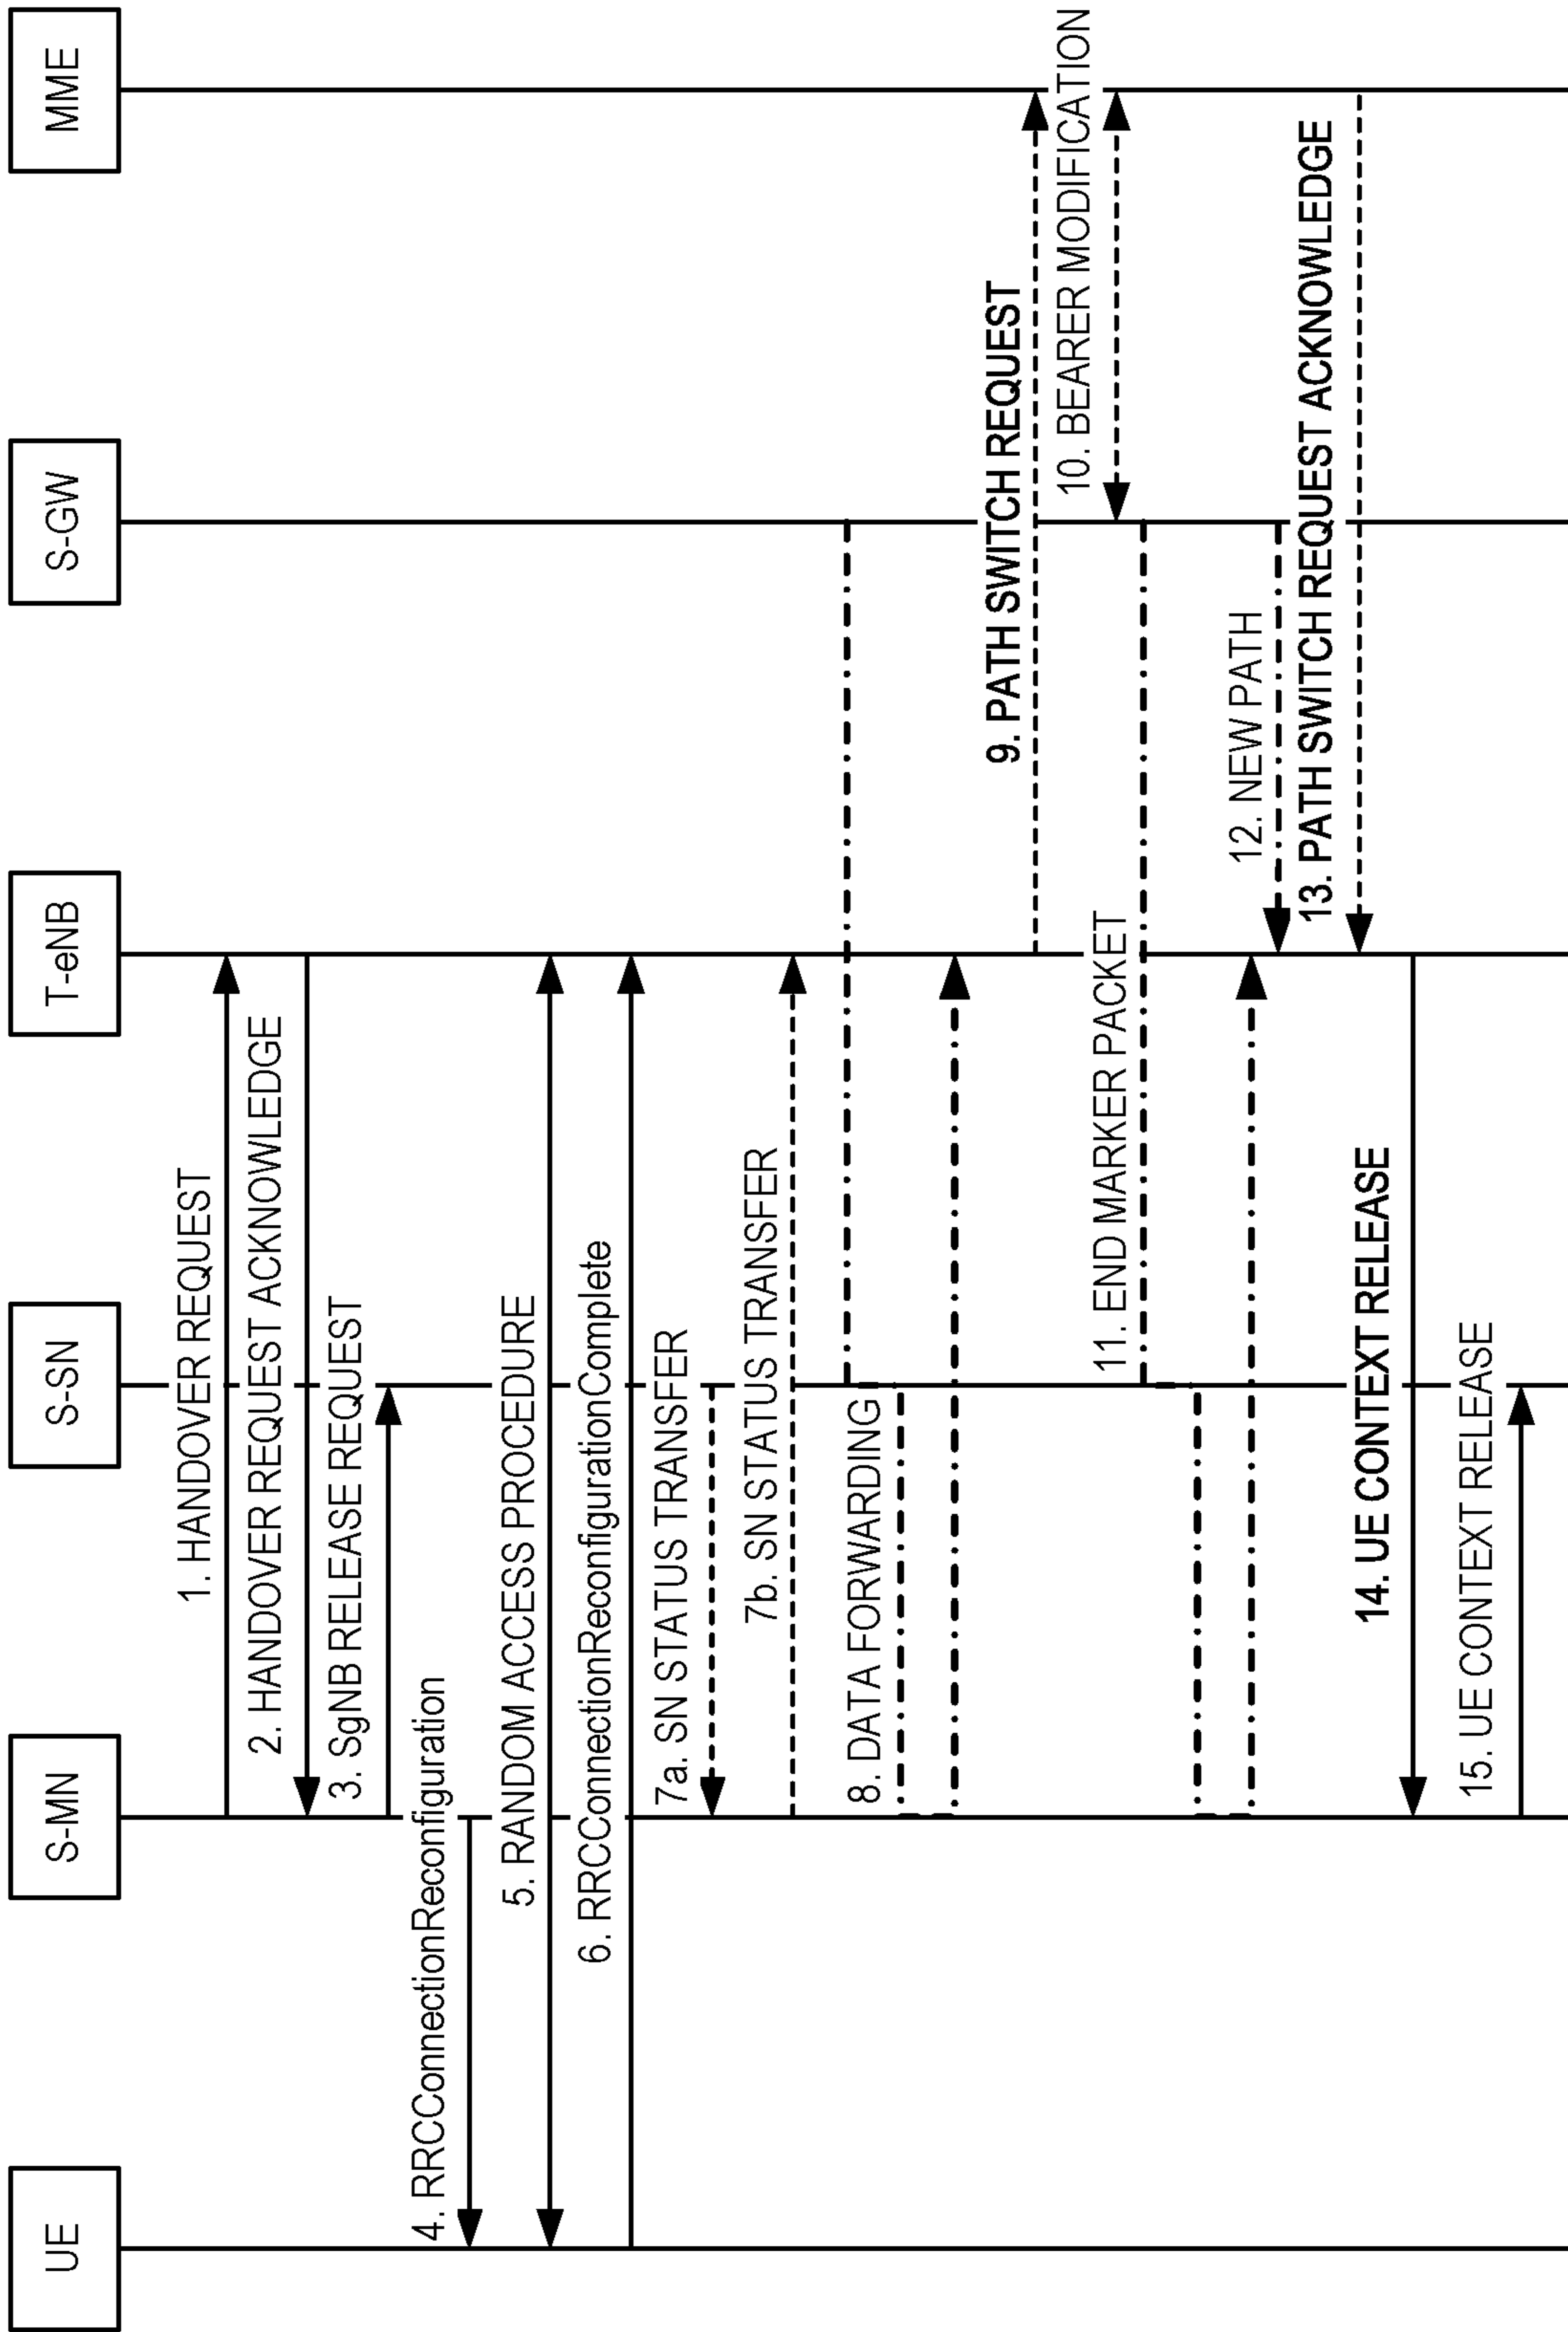 UE
S-MN
S-SN
T-eNB
S-GW
MME
1. HANDOVER REQUEST
2. HANDOVER REQUEST ACKNOWLEDGE
3. SgNB RELEASE REQUEST
4. RRCConnectionReconfiguration
5. RANDOM ACCESS PROCEDURE
6. RRCConnectionReconfigurationComplete
7a. SN STATUS TRANSFER
7b. SN STATUS TRANSFER
8. DATA FORWARDING
9. PATH SWITCH REQUEST
10. BEARER MODIFICATION
11. END MARKER PACKET
12. NEW PATH
13. PATH SWITCH REQUEST ACKNOWLEDGE
14. UE CONTEXT RELEASE
15. UE CONTEXT RELEASE